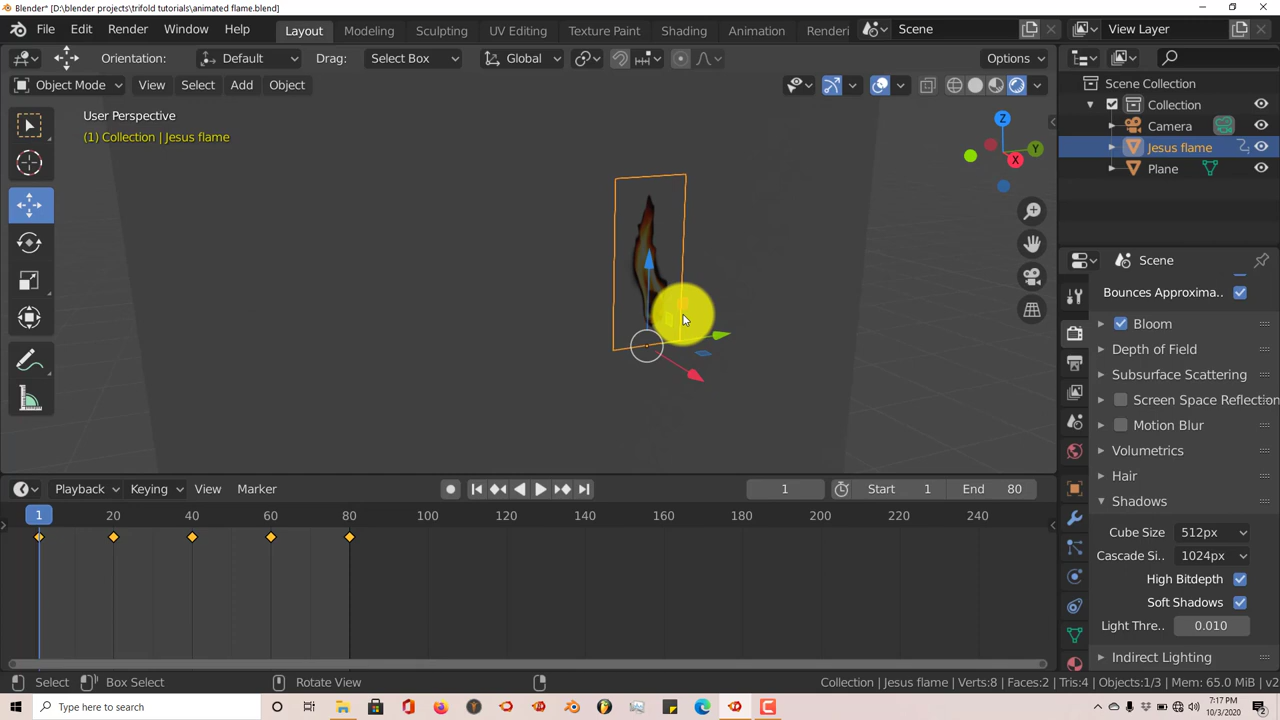 Blender* [D:\blender projects\trifold tutorials\animated flame.blend]
File Edit Render Window Help Layout Modeling Sculpting UV Editing Texture Paint Shading Animation Renderi Scene View Layer
Orientation: Default Drag: Select Box Global Options
Object Mode View Select Add Object
User Perspective
(1) Collection | Jesus flame
Z
Y
X
Scene Collection
Collection
Camera
Jesus flame
Plane
Scene
Bounces Approxima..
Bloom
Depth of Field
Subsurface Scattering
Screen Space Reflection
Motion Blur
Volumetrics
Hair
Shadows
Cube Size 512px
Cascade Si.. 1024px
High Bitdepth
Soft Shadows
Light Thre.. 0.010
Indirect Lighting
Playback Keying View Marker 1 Start 1 End 80
1 20 40 60 80 100 120 140 160 180 200 220 240
Select Box Select Rotate View Collection | Jesus flame | Verts:8 | Faces:2 | Tris:4 | Objects:1/3 | Mem: 65.0 MiB | v2
Type here to search
7:17 PM
10/3/2020